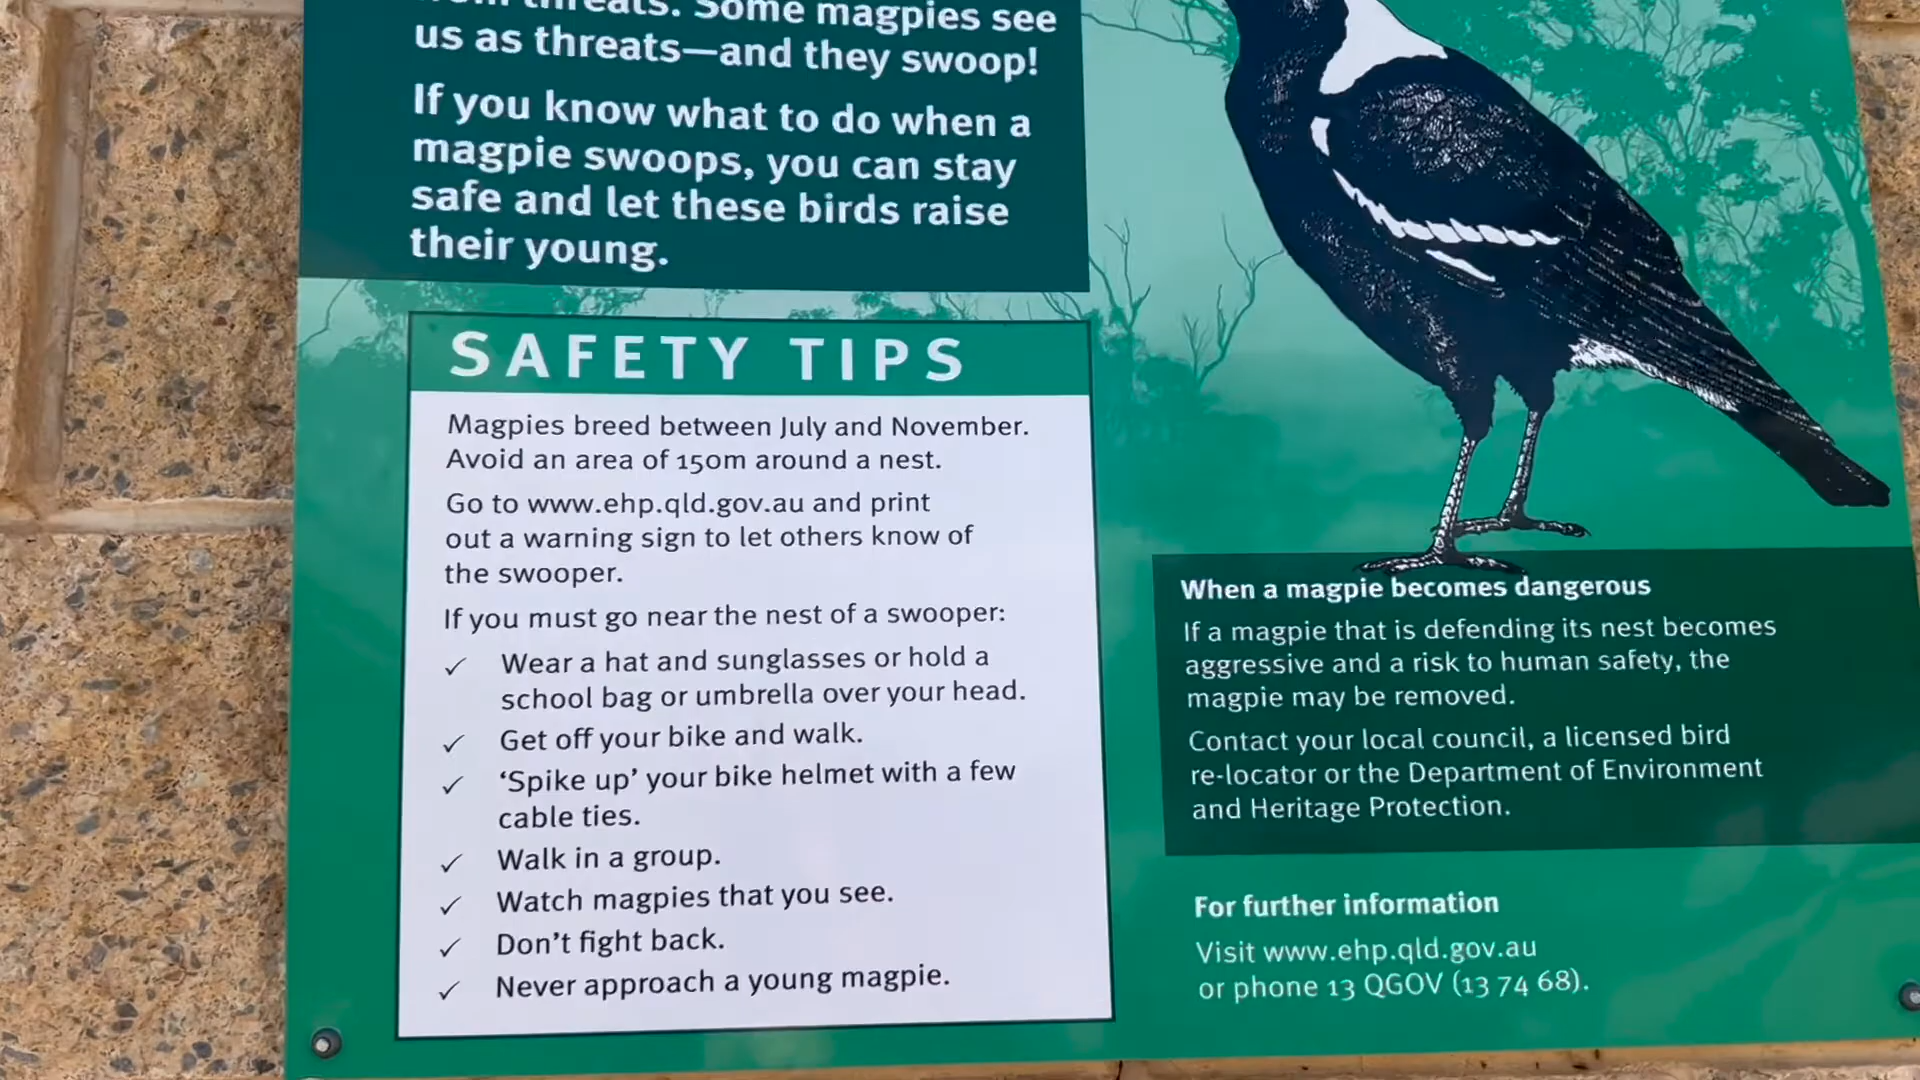 from threats. Some magpies see
us as threats—and they swoop!
If you know what to do when a
magpie swoops, you can stay
safe and let these birds raise
their young.
SAFETY TIPS
Magpies breed between July and November.
Avoid an area of 150m around a nest.
Go to www.ehp.qld.gov.au and print
out a warning sign to let others know of
the swooper.
If you must go near the nest of a swooper:
✓ Wear a hat and sunglasses or hold a
school bag or umbrella over your head.
✓ Get off your bike and walk.
✓ ‘Spike up’ your bike helmet with a few
cable ties.
✓ Walk in a group.
✓ Watch magpies that you see.
✓ Don’t fight back.
✓ Never approach a young magpie.
When a magpie becomes dangerous
If a magpie that is defending its nest becomes
aggressive and a risk to human safety, the
magpie may be removed.
Contact your local council, a licensed bird
re-locator or the Department of Environment
and Heritage Protection.
For further information
Visit www.ehp.qld.gov.au
or phone 13 QGOV (13 74 68).